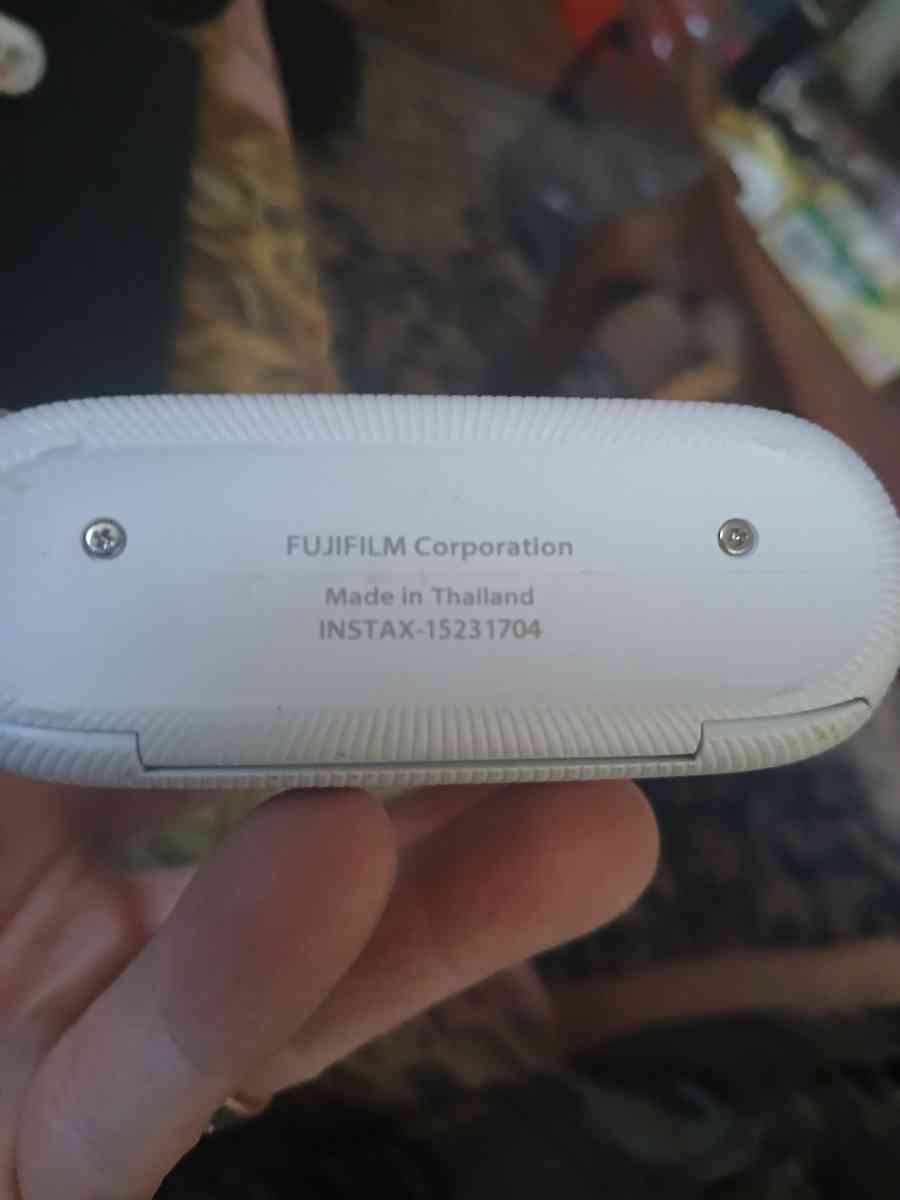 FUJIFILM Corporation
Made in Thailand
INSTAX-15231704